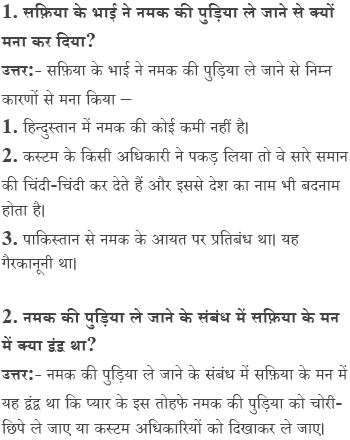 1. सफ़िया के भाई ने नमक की पुड़िया ले जाने से क्यों
मना कर दिया?
उत्तर:- सफ़िया के भाई ने नमक की पुड़िया ले जाने से निम्न
कारणों से मना किया –
1. हिन्दुस्तान में नमक की कोई कमी नहीं है।
2. कस्टम के किसी अधिकारी ने पकड़ लिया तो वे सारे समान
की चिंदी-चिंदी कर देते हैं और इससे देश का नाम भी बदनाम
होता है।
3. पाकिस्तान से नमक के आयत पर प्रतिबंध था। यह
गैरकानूनी था।
2. नमक की पुड़िया ले जाने के संबंध में सफ़िया के मन
में क्या द्वंद्व था?
उत्तर:- नमक की पुड़िया ले जाने के संबंध में सफ़िया के मन में
यह द्वंद्व था कि प्यार के इस तोहफे नमक की पुड़िया को चोरी-
छिपे ले जाए या कस्टम अधिकारियों को दिखाकर ले जाए।